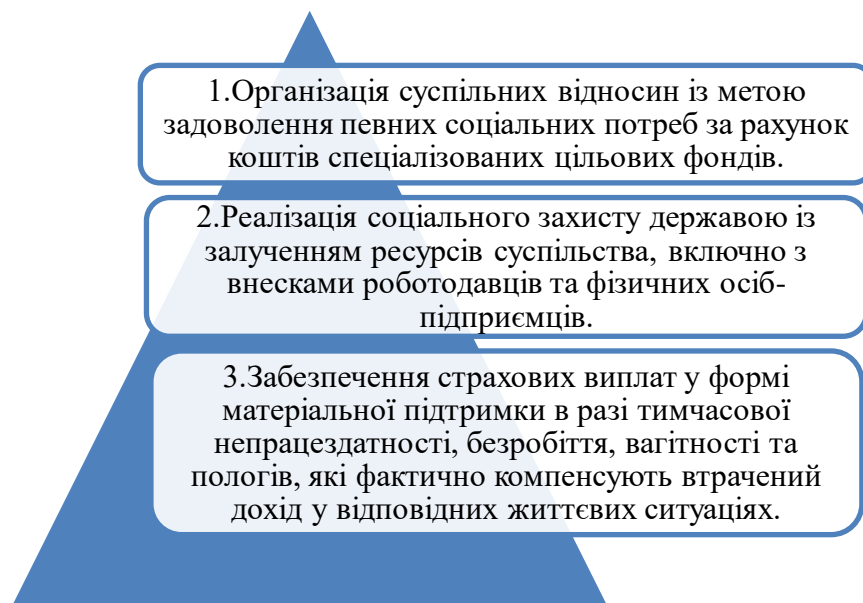 1.Організація суспільних відносин із метою
задоволення певних соціальних потреб за рахунок
коштів спеціалізованих цільових фондів.
2.Реалізація соціального захисту державою із
залученням ресурсів суспільства, включно з
внесками роботодавців та фізичних осіб-
підприємців.
3.Забезпечення страхових виплат у формі
матеріальної підтримки в разі тимчасової
непрацездатності, безробіття, вагітності та
пологів, які фактично компенсують втрачений
дохід у відповідних життєвих ситуаціях.